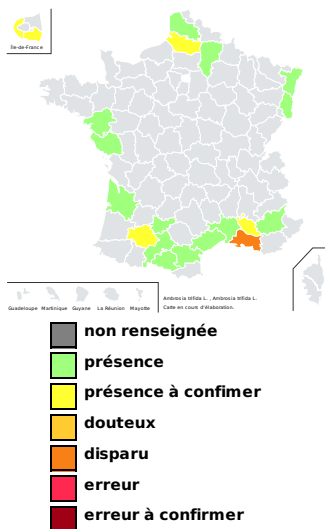 Île-de-France
Guadeloupe Martinique Guyane La Réunion Mayotte
Ambrosia trifida L. ; Ambrosia trifida L.
Carte en cours d'élaboration.
non renseignée
présence
présence à confimer
douteux
disparu
erreur
erreur à confirmer